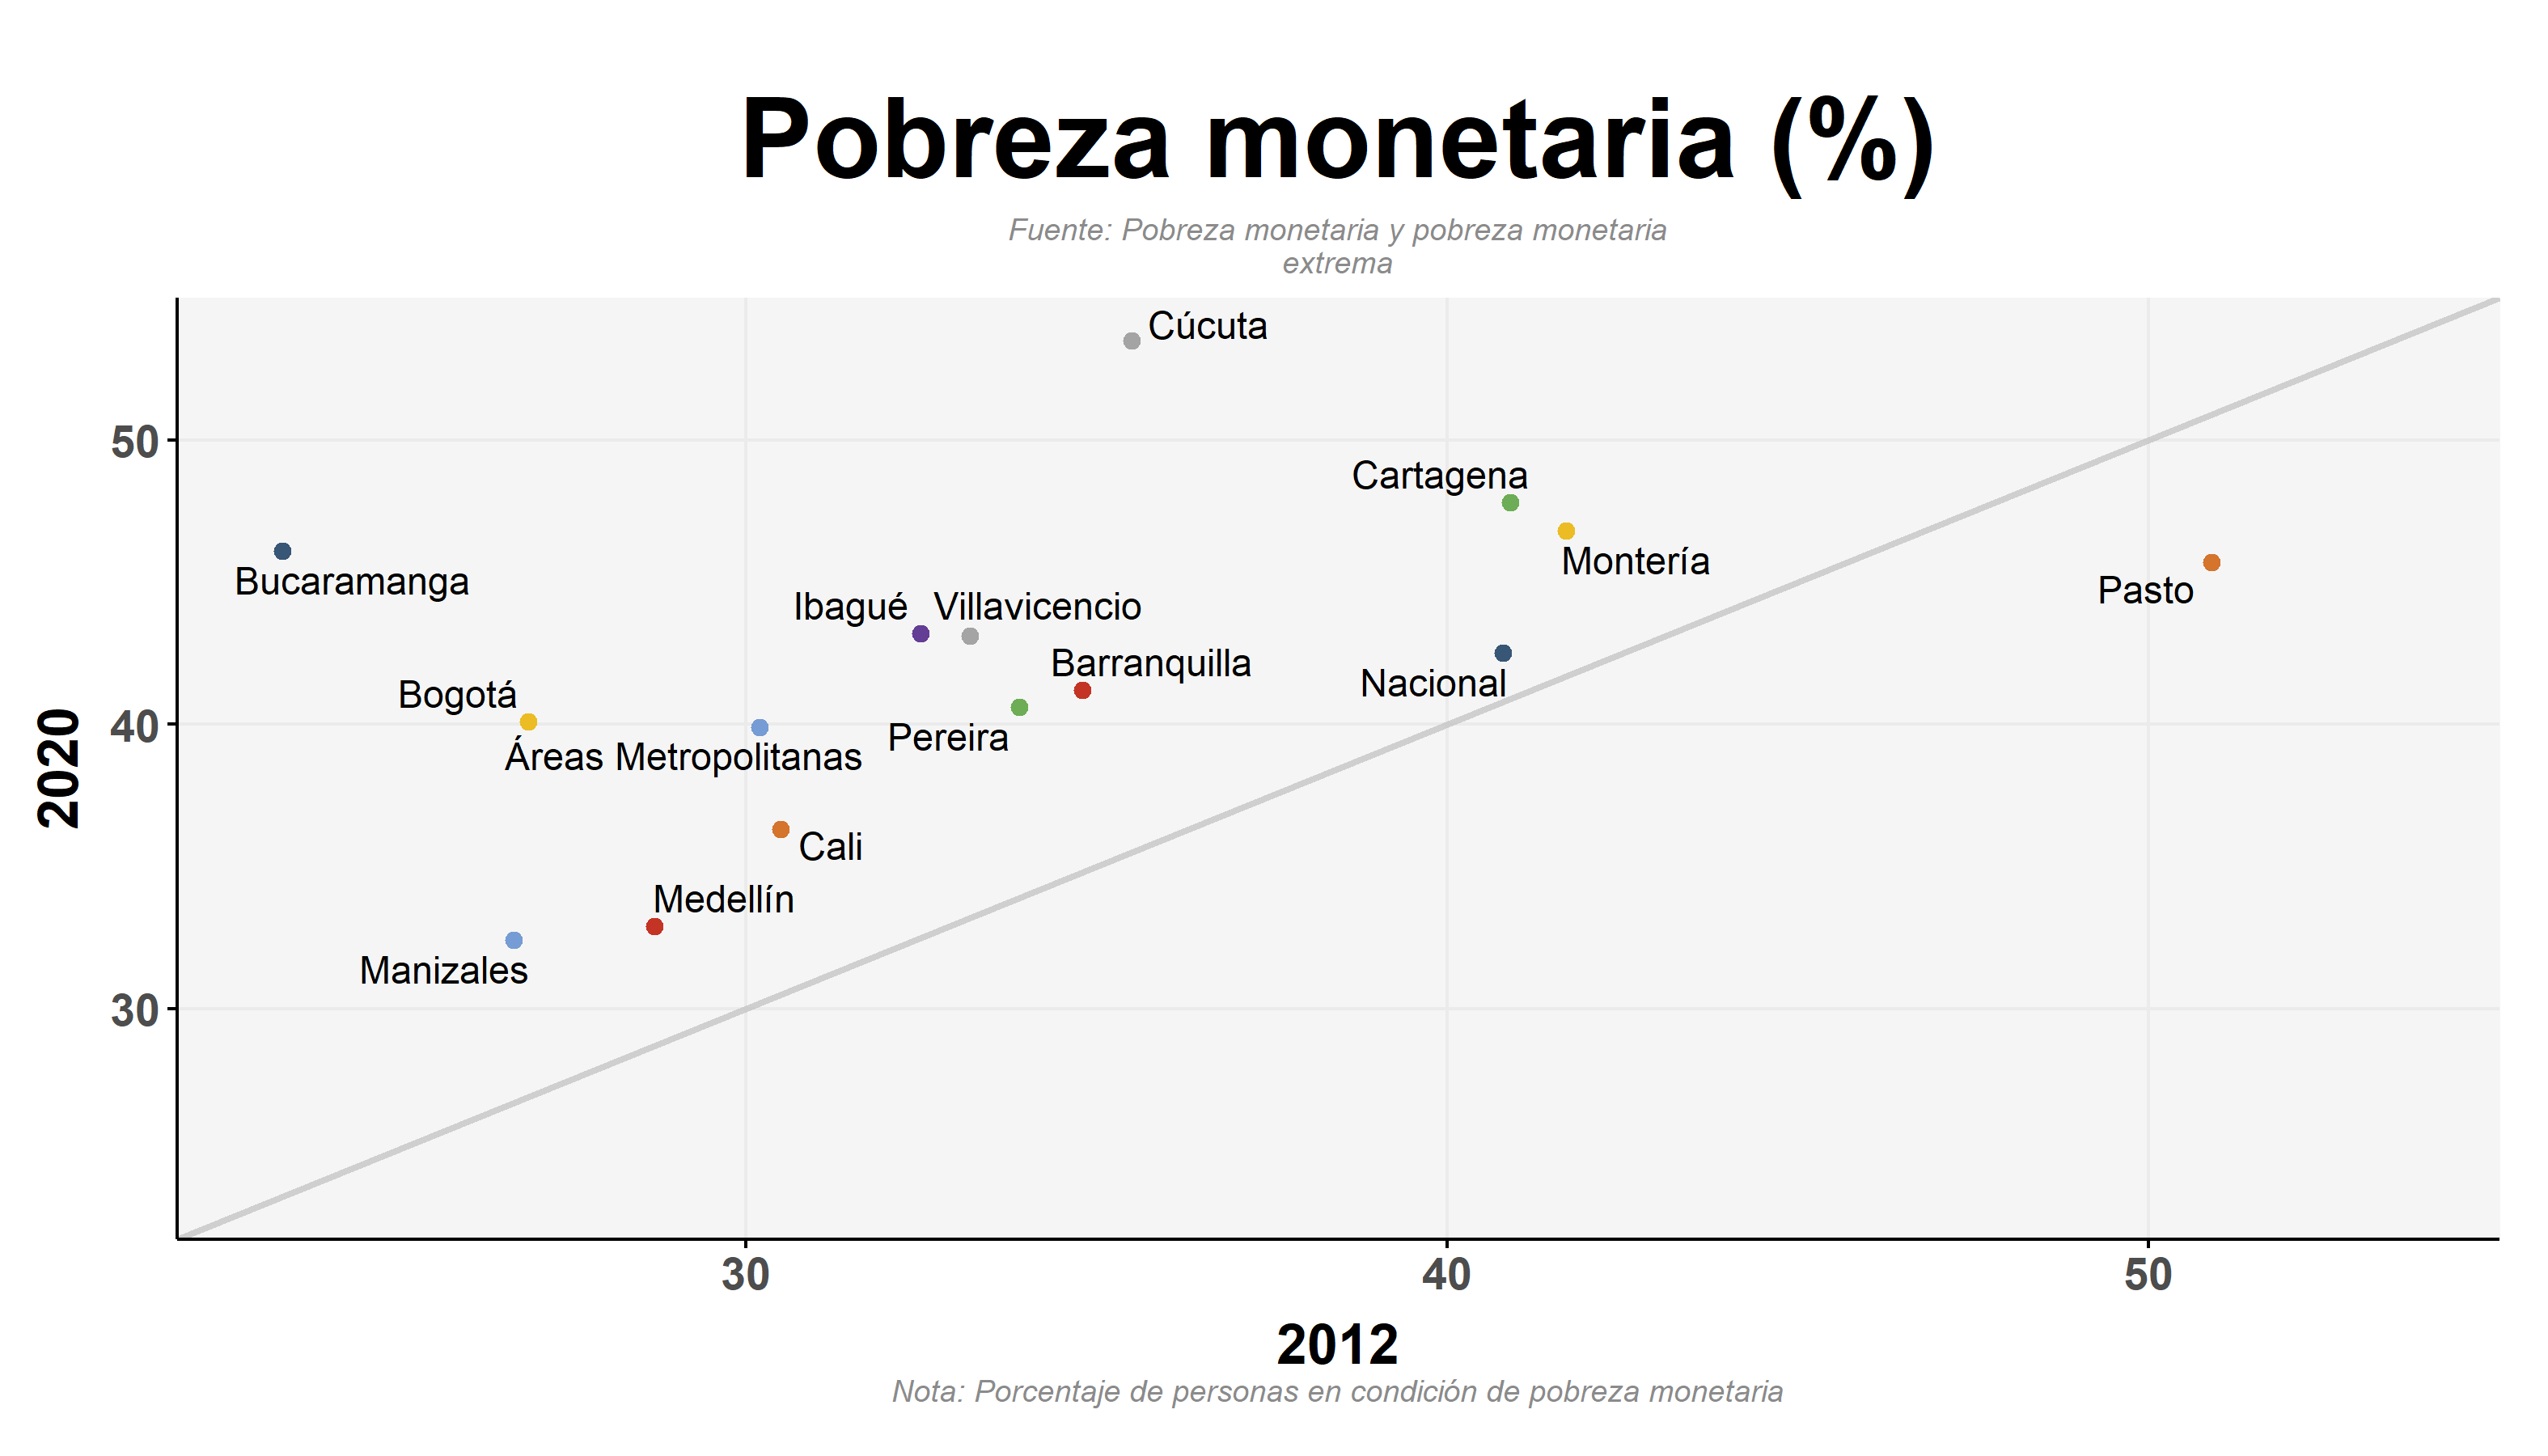 Pobreza monetaria (%)
Fuente: Pobreza monetaria y pobreza monetaria
extrema
Cúcuta
50
Cartagena
Montería
Bucaramanga
Pasto
Ibagué
Villavicencio
Barranquilla
Nacional
Bogotá
40
Pereira
Áreas Metropolitanas
2020
Cali
Medellín
Manizales
30
30
40
50
2012
Nota: Porcentaje de personas en condición de pobreza monetaria